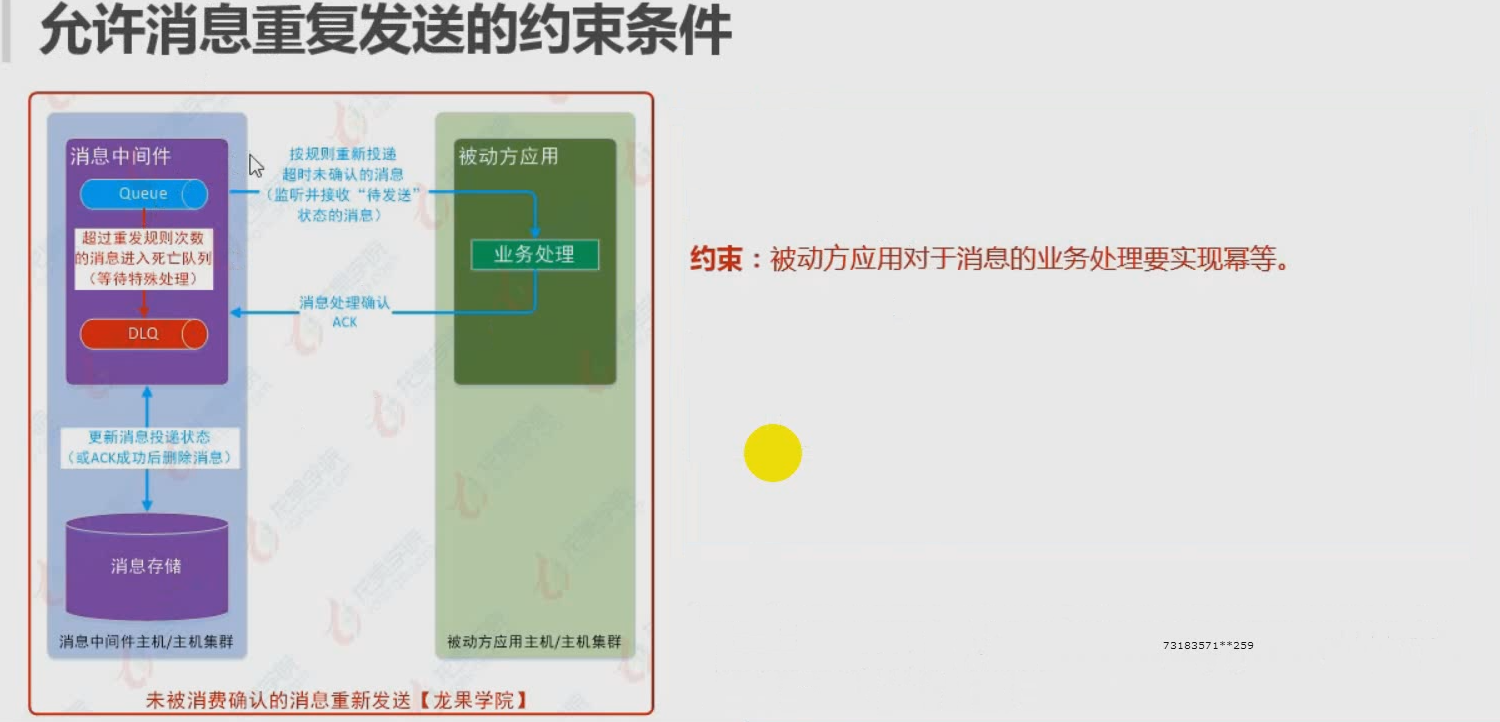 允许消息重复发送的约束条件
消息中间件
Queue
超过重发规则次数
的消息进入死亡队列
（等待特殊处理）
DLQ
按规则重新投递
超时未确认的消息
（监听并接收“待发送”
状态的消息）
被动方应用
业务处理
消息处理确认
ACK
更新消息投递状态
（或ACK成功后删除消息）
消息存储
消息中间件主机/主机集群
被动方应用主机/主机集群
未被消费确认的消息重新发送【龙果学院】
约束：被动方应用对于消息的业务处理要实现幂等。
73183571**259